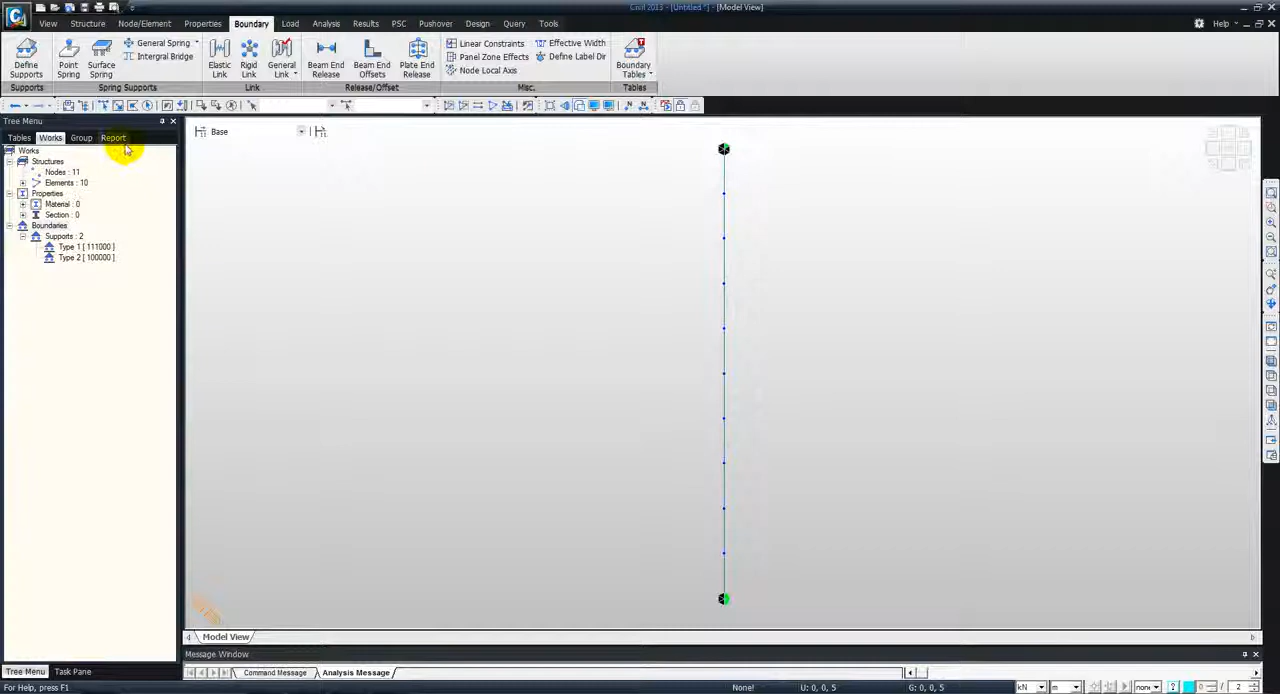 Civil 2013 - [Untitled *] - [Model View]
View Structure Node/Element Properties Boundary Load Analysis Results PSC Pushover Design Query Tools Help
Define Supports
Point Spring
Surface Spring
General Spring
Intergral Bridge
Elastic Link
Rigid Link
General Link
Beam End Release
Beam End Offsets
Plate End Release
Linear Constraints
Panel Zone Effects
Node Local Axis
Effective Width
Define Label Dir
Boundary Tables
Supports Spring Supports Link Release/Offset Misc. Tables
Tree Menu
Tables Works Group Report
Base
Works
Structures
Nodes : 11
Elements : 10
Properties
Material : 0
Section : 0
Boundaries
Supports : 2
Type 1 [ 111000 ]
Type 2 [ 100000 ]
Model View
Message Window
Tree Menu Task Pane
Command Message Analysis Message
For Help, press F1 None! U: 0, 0, 5 G: 0, 0, 5 kN m none / 2